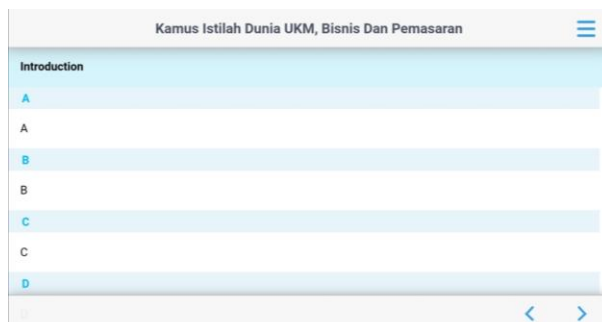 Kamus Istilah Dunia UKM, Bisnis Dan Pemasaran
Introduction
A
A
B
B
C
C
D